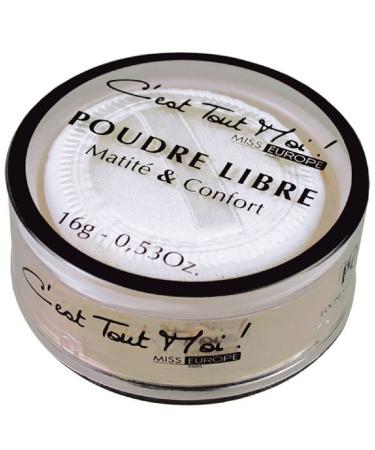 C'est Tout Moi..!
MISS EUROPE
POUDRE LIBRE
Matité & Confort
16g - 0,53Oz.
C'est Tout Moi..!
MISS EUROPE
PARIS